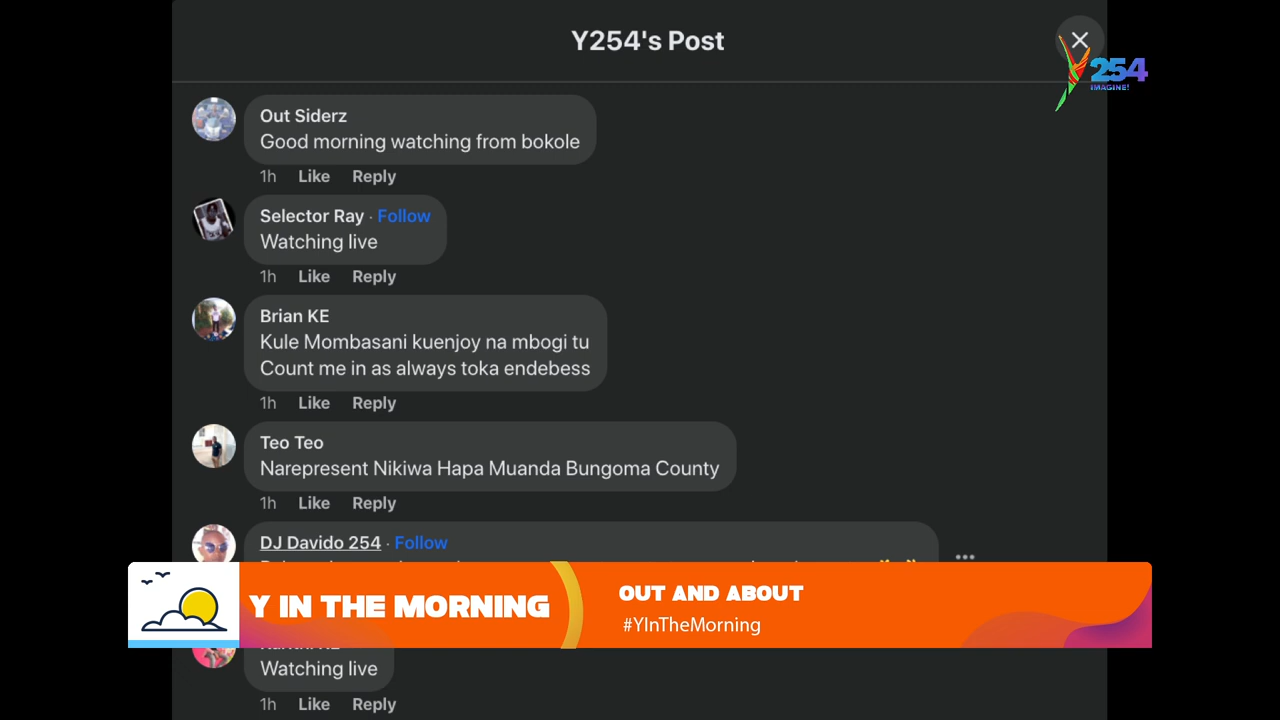 Y254's Post
254
IMAGINE!
Out Siderz
Good morning watching from bokole
1h Like Reply
Selector Ray · Follow
Watching live
1h Like Reply
Brian KE
Kule Mombasani kuenjoy na mbogi tu
Count me in as always toka endebess
1h Like Reply
Teo Teo
Narepresent Nikiwa Hapa Muanda Bungoma County
1h Like Reply
DJ Davido 254 · Follow
Y IN THE MORNING
OUT AND ABOUT
#YInTheMorning
Watching live
1h Like Reply